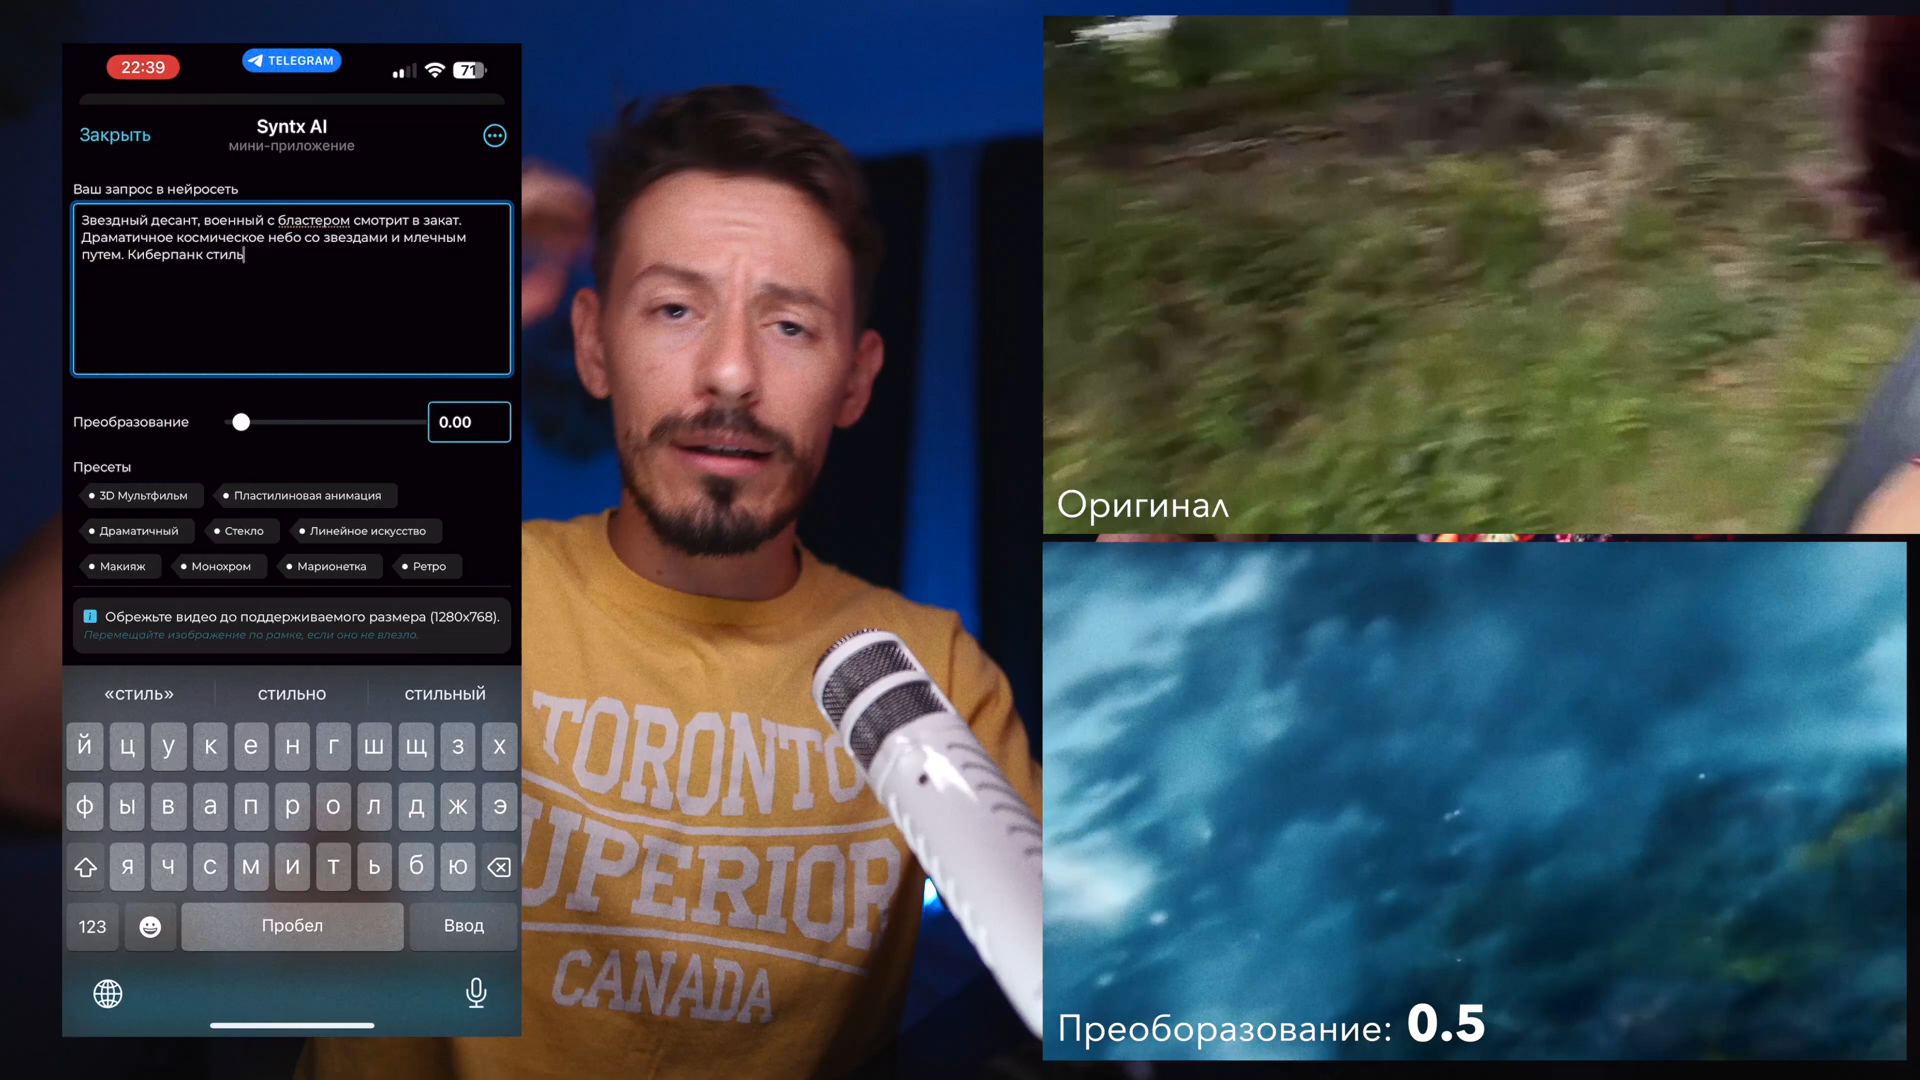 22:39
TELEGRAM
71
Закрыть
Syntx AI
мини-приложение
Ваш запрос в нейросеть
Звездный десант, военный с бластером смотрит в закат.
Драматичное космическое небо со звездами и млечным
путем. Киберпанк стиль
Преобразование
0.00
Пресеты
3D Мультфильм
Пластилиновая анимация
Драматичный
Стекло
Линейное искусство
Макияж
Монохром
Марионетка
Ретро
Обрежьте видео до поддерживаемого размера (1280x768).
Перемещайте изображение по рамке, если оно не влезло.
«стиль»
стильно
стильный
й ц у к е н г ш щ з х
ф ы в а п р о л д ж э
я ч с м и т ь б ю
123
Пробел
Ввод
TORONTO
SUPERIOR
CANADA
Оригинал
Преоборазование: 0.5